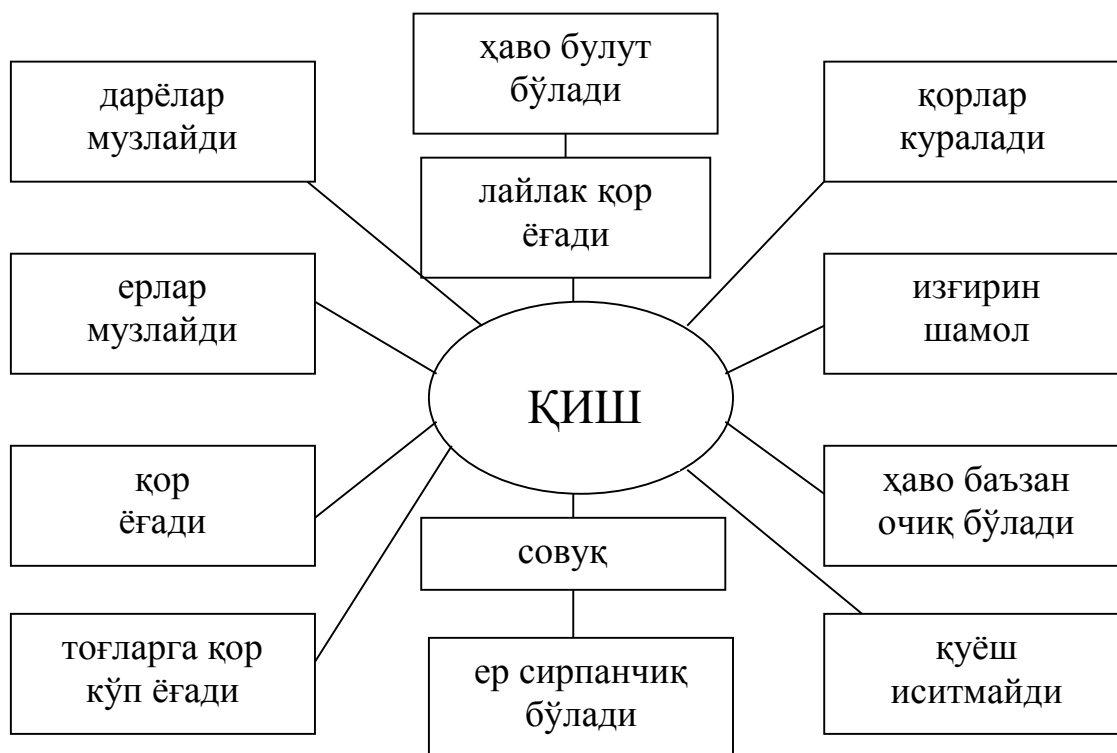 ҳаво булут
бўлади
дарёлар
музлайди
қорлар
куралади
лайлак қор
ёғади
ерлар
музлайди
изғирин
шамол
ҚИШ
қор
ёғади
ҳаво баъзан
очиқ бўлади
совуқ
тоғларга қор
кўп ёғади
ер сирпанчиқ
бўлади
қуёш
иситмайди